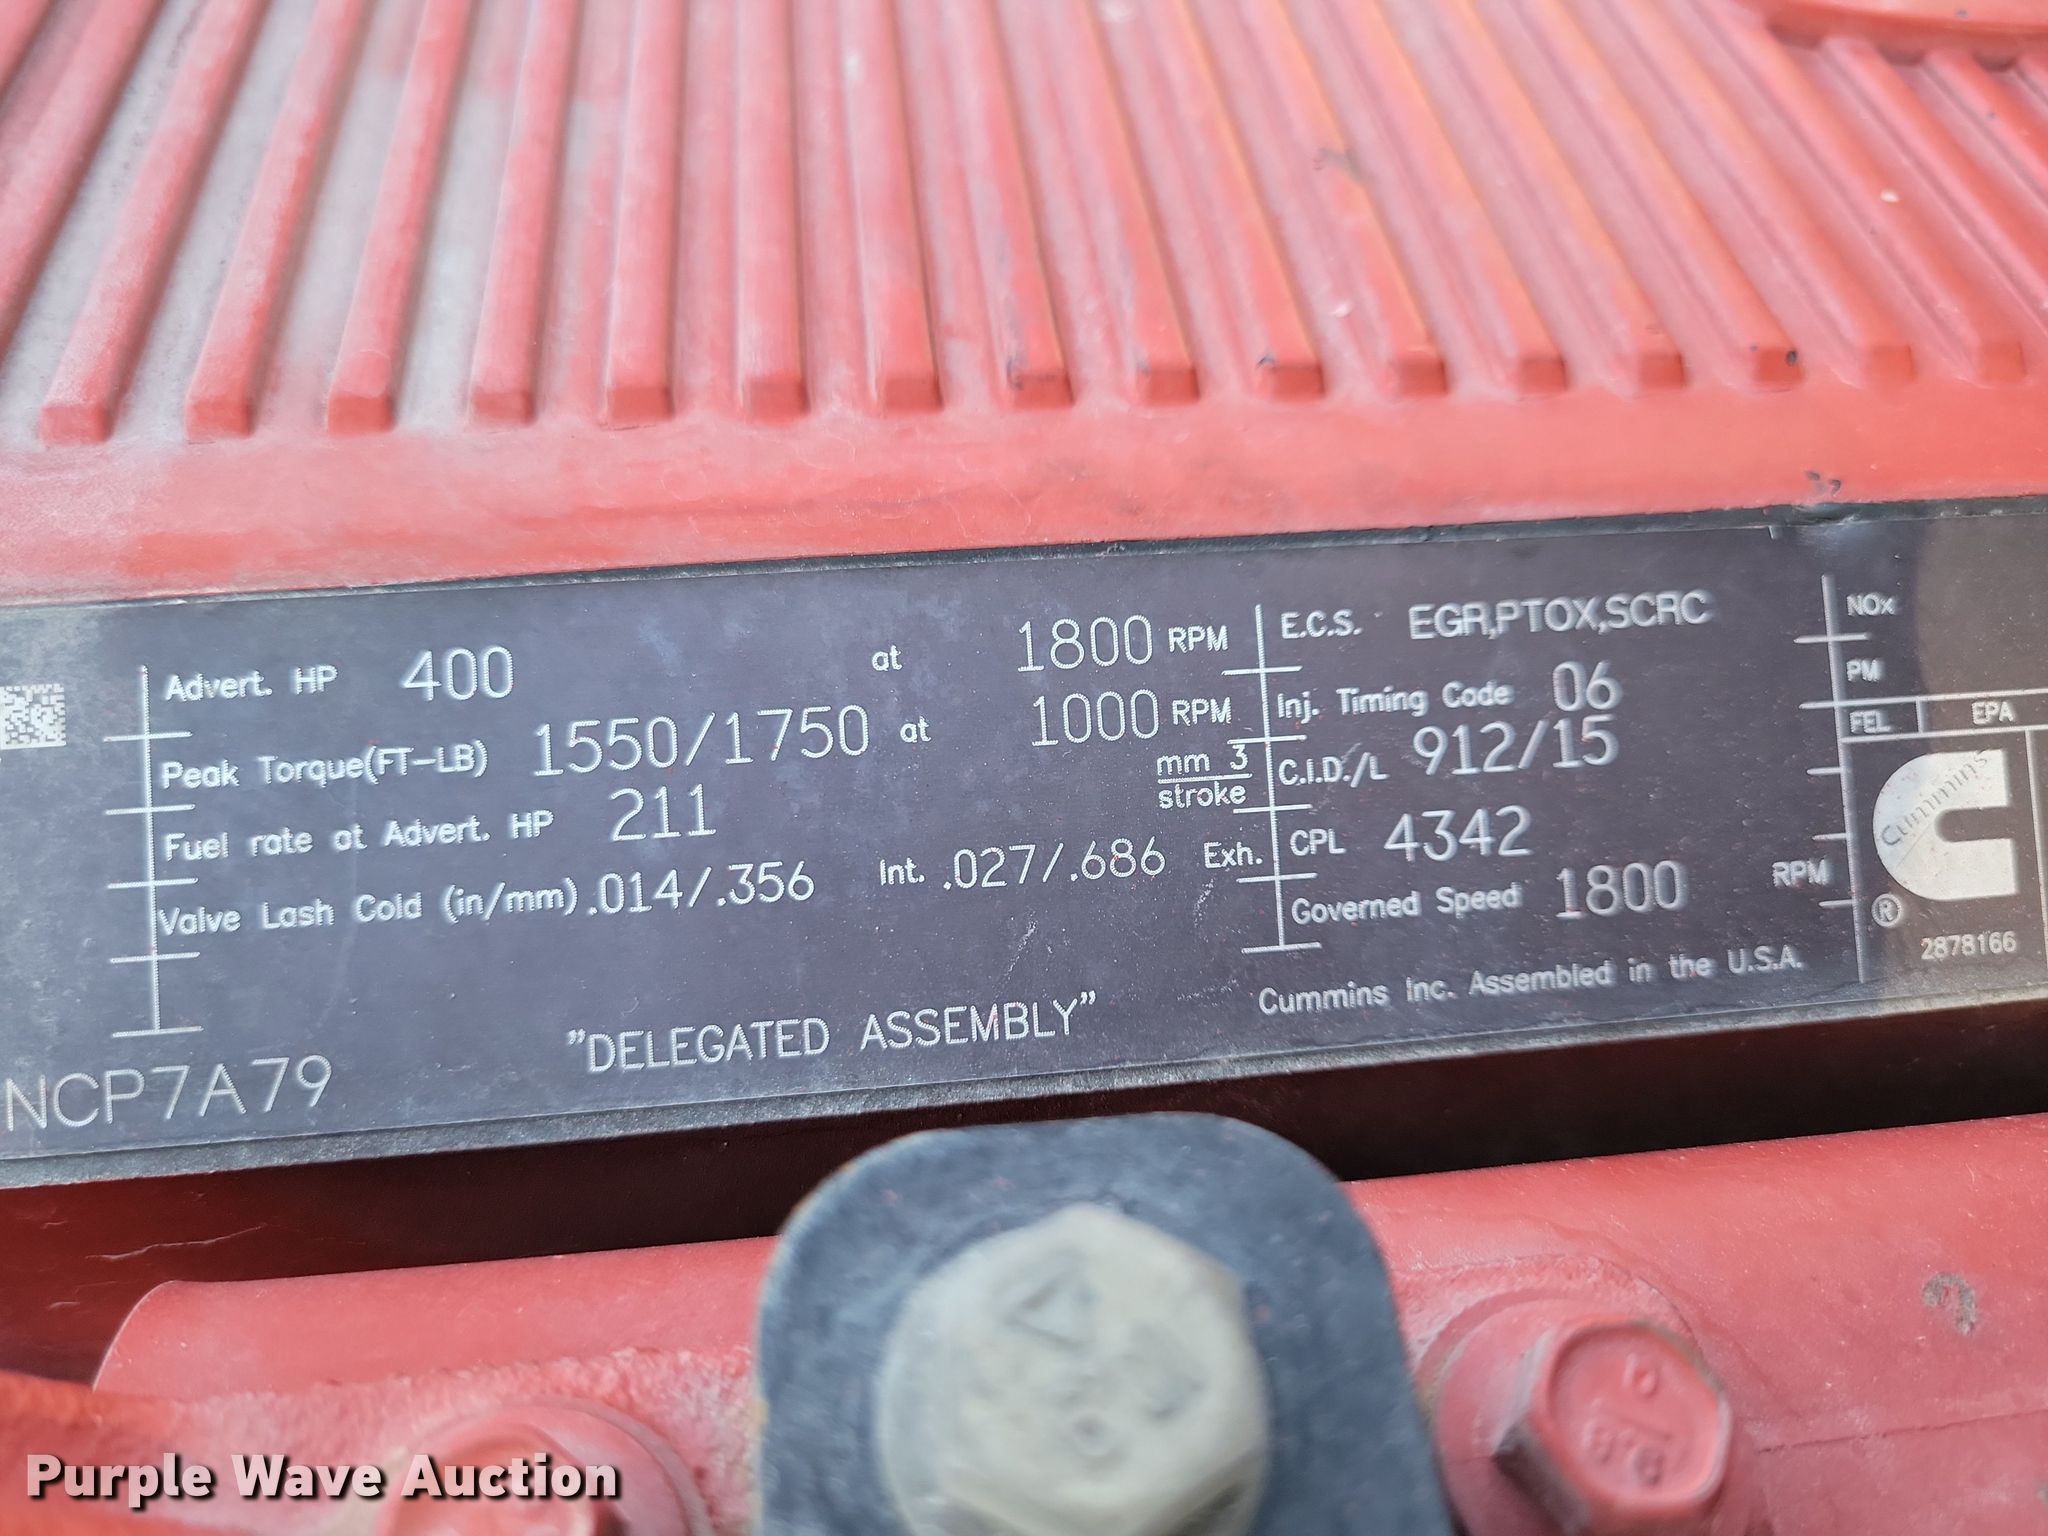 Advert. HP 400 at 1800 RPM
Peak Torque(FT-LB) 1550/1750 at 1000 RPM
Fuel rate at Advert. HP 211 mm 3
stroke
Valve Lash Cold (in/mm) .014/.356 Int. .027/.686 Exh.
NCP7A79
"DELEGATED ASSEMBLY"
E.C.S. EGR,PTOX,SCRC
Inj. Timing Code 06
C.I.D./L 912/15
CPL 4342
Governed Speed 1800 RPM
Cummins Inc. Assembled in the U.S.A.
NOx
PM
FEL EPA
Cummins
®
2878166
Purple Wave Auction